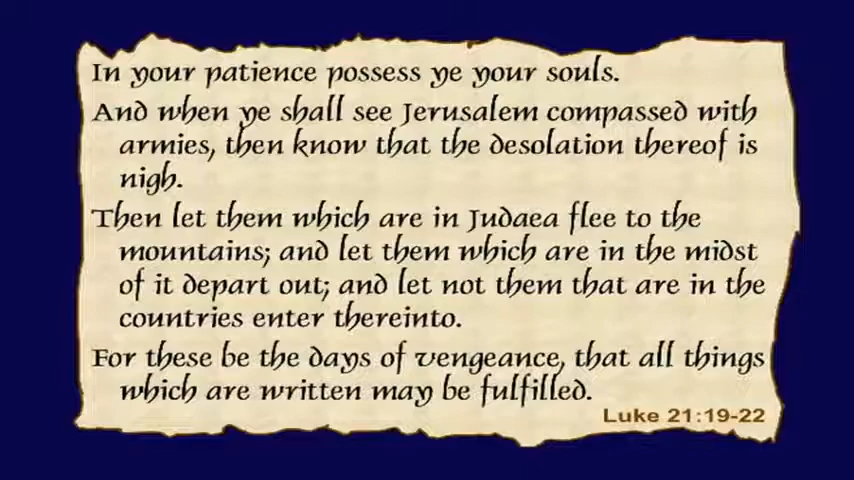 In your patience possess ye your souls.
And when ye shall see Jerusalem compassed with
armies, then know that the desolation thereof is
nigh.
Then let them which are in Judaea flee to the
mountains; and let them which are in the midst
of it depart out; and let not them that are in the
countries enter thereinto.
For these be the days of vengeance, that all things
which are written may be fulfilled.
Luke 21:19-22